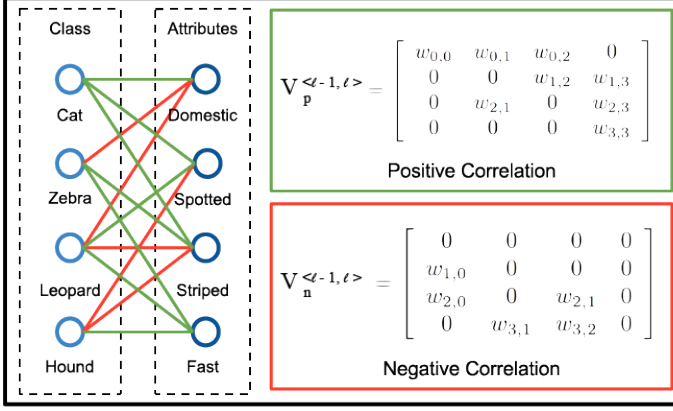 Class Attributes
Cat Domestic
Zebra Spotted
Leopard Striped
Hound Fast
V_p^{<ℓ-1, ℓ>} =
w_{0,0} w_{0,1} w_{0,2} 0
0 0 w_{1,2} w_{1,3}
0 w_{2,1} 0 w_{2,3}
0 0 0 w_{3,3}
Positive Correlation
V_n^{<ℓ-1, ℓ>} =
0 0 0 0
w_{1,0} 0 0 0
w_{2,0} 0 w_{2,1} 0
0 w_{3,1} w_{3,2} 0
Negative Correlation